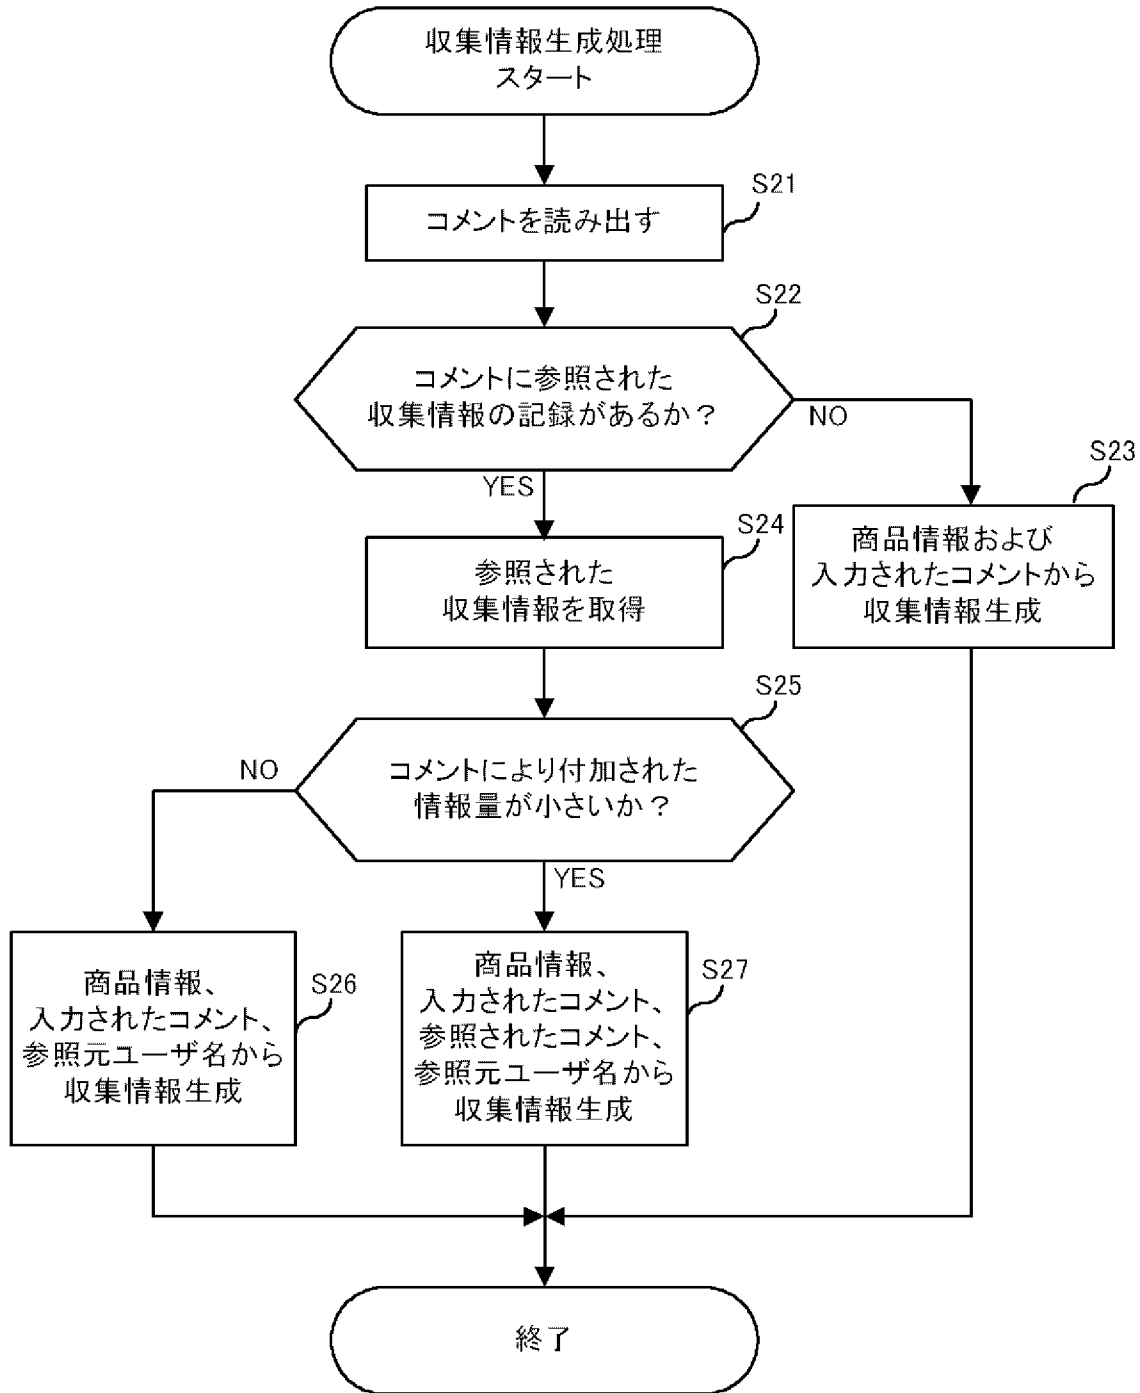 収集情報生成処理
スタート
S21
コメントを読み出す
S22
コメントに参照された
収集情報の記録があるか？
NO
YES
S23
商品情報および
入力されたコメントから
収集情報生成
S24
参照された
収集情報を取得
S25
コメントにより付加された
情報量が小さいか？
NO
YES
商品情報、
入力されたコメント、
参照元ユーザ名から
収集情報生成
S26
商品情報、
入力されたコメント、
参照されたコメント、
参照元ユーザ名から
収集情報生成
S27
終了